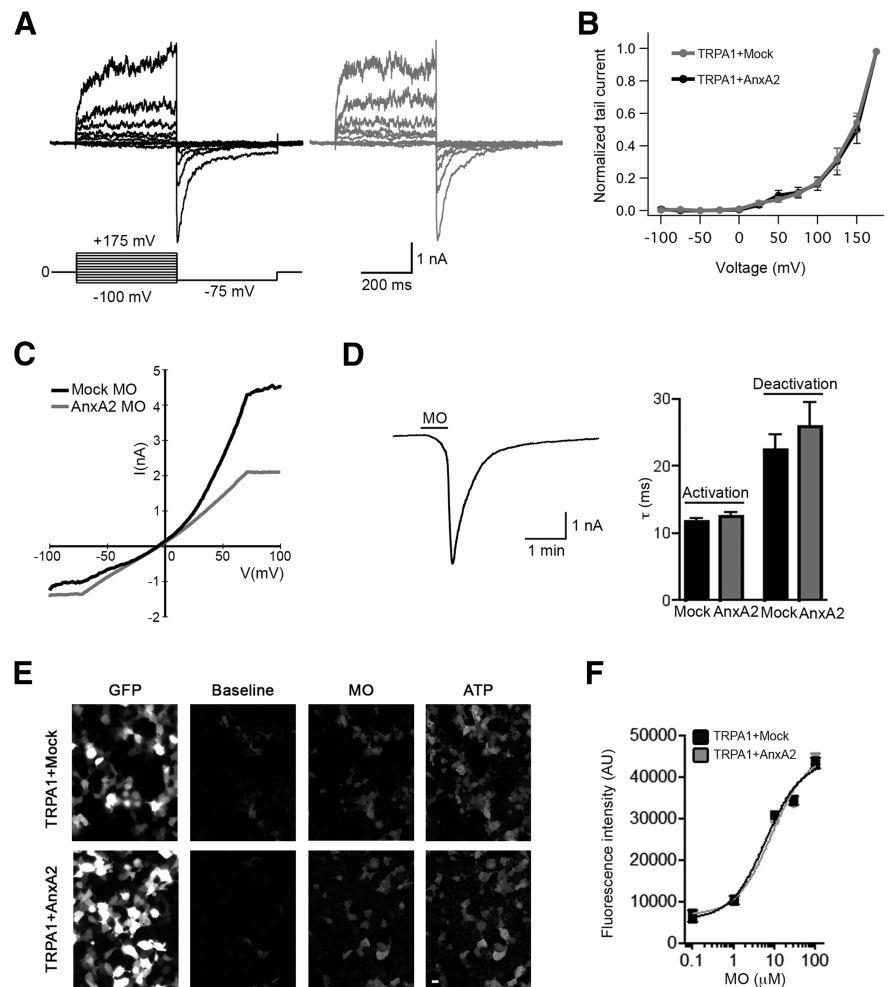 A
+175 mV
0
-100 mV
-75 mV
1 nA
200 ms
B
TRPA1+Mock
TRPA1+AnxA2
Normalized tail current
1.0
0.8
0.6
0.4
0.2
0.0
-100
-50
0
50
100
150
Voltage (mV)
C
Mock MO
AnxA2 MO
I(nA)
5
4
3
2
1
-1
-2
-100
-50
0
50
100
V(mV)
D
MO
1 nA
1 min
Deactivation
Activation
τ (ms)
30
20
10
0
Mock AnxA2
Mock AnxA2
E
GFP
Baseline
MO
ATP
TRPA1+Mock
TRPA1+AnxA2
F
TRPA1+Mock
TRPA1+AnxA2
Fluorescence intensity (AU)
50000
40000
30000
20000
10000
0
0.1
1
10
100
MO (µM)